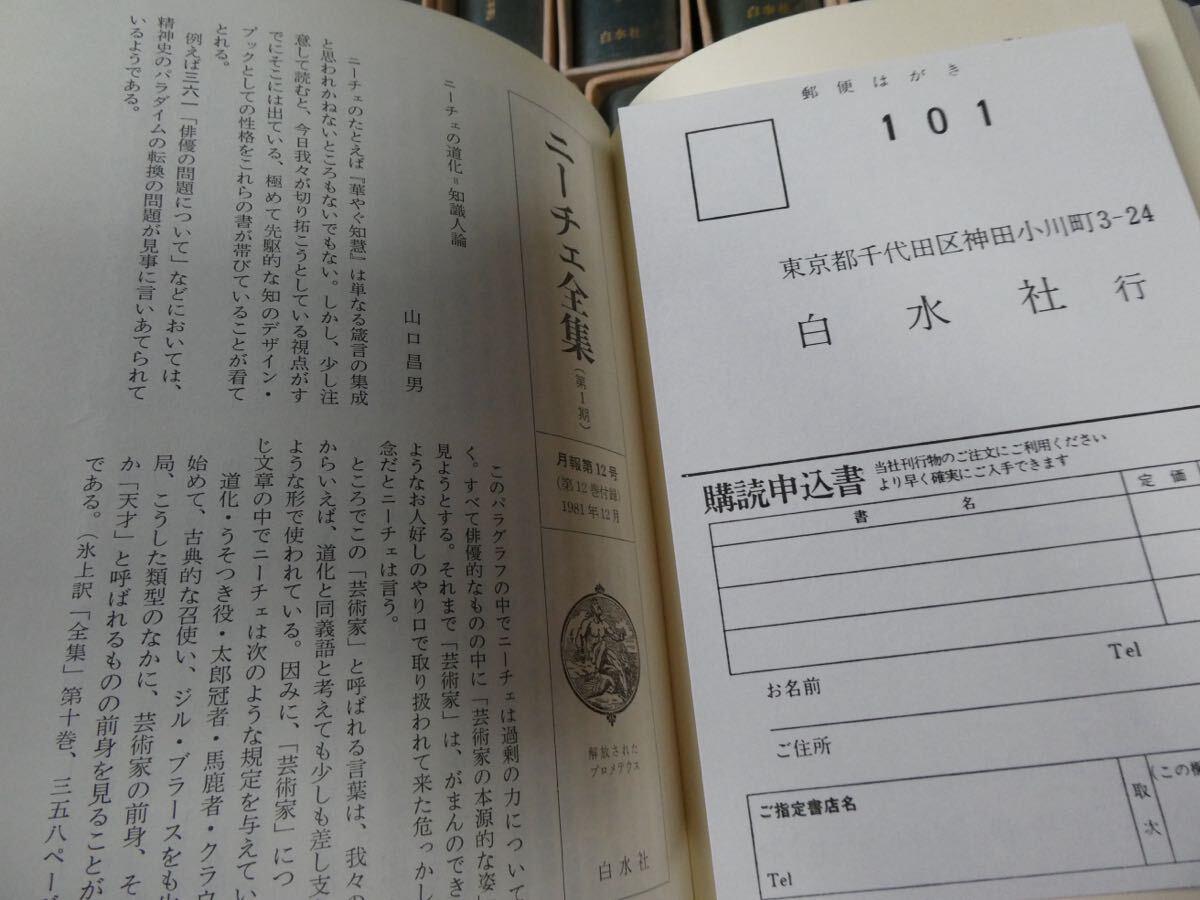 白水社
白水社
ニーチェ全集
(第Ⅰ期)
月報第12号
(第12巻付録)
1981年12月
解放された
プロメテウス
白水社
ニーチェの道化=知識人論
山口昌男
ニーチェのたとえば『華やぐ知慧』は単なる箴言の集成
と思われかねないところもないでもない。しかし、少し注
意して読むと、今日我々が切り拓こうとしている視点がす
でにそこには出ている、極めて先駆的な知のデザイン・
ブックとしての性格をこれらの書が帯びていることが看て
とれる。
例えば三六一「俳優の問題について」などにおいては、
精神史のパラダイムの転換の問題が見事に言いあてられて
いるようである。
このパラグラフの中でニーチェは過剰の力について
く。すべて俳優的なものの中に「芸術家の本源的な姿」
見ようとする。それまで「芸術家」は、がまんのでき
ようなお人好しのやり口で取り扱われて来た危っかし
念だとニーチェは言う。
ところでこの「芸術家」と呼ばれる言葉は、我々の
からいえば、道化と同義語と考えても少しも差し支
ような形で使われている。因みに、「芸術家」につ
じ文章の中でニーチェは次のような規定を与えてい
道化・うそつき役・太郎冠者・馬鹿者・クラウ
始めて、古典的な召使い、ジル・ブラースをも
局、こうした類型のなかに、芸術家の前身、そ
か「天才」と呼ばれるものの前身を見ることが
である。(氷上訳「全集」第十巻、三五八ペー
郵便はがき
101
東京都千代田区神田小川町3-24
白水社行
購読申込書
当社刊行物のご注文にご利用ください
より早く確実にご入手できます
書名
定価
Tel
お名前
ご住所
ご指定書店名
Tel
取次
(この欄